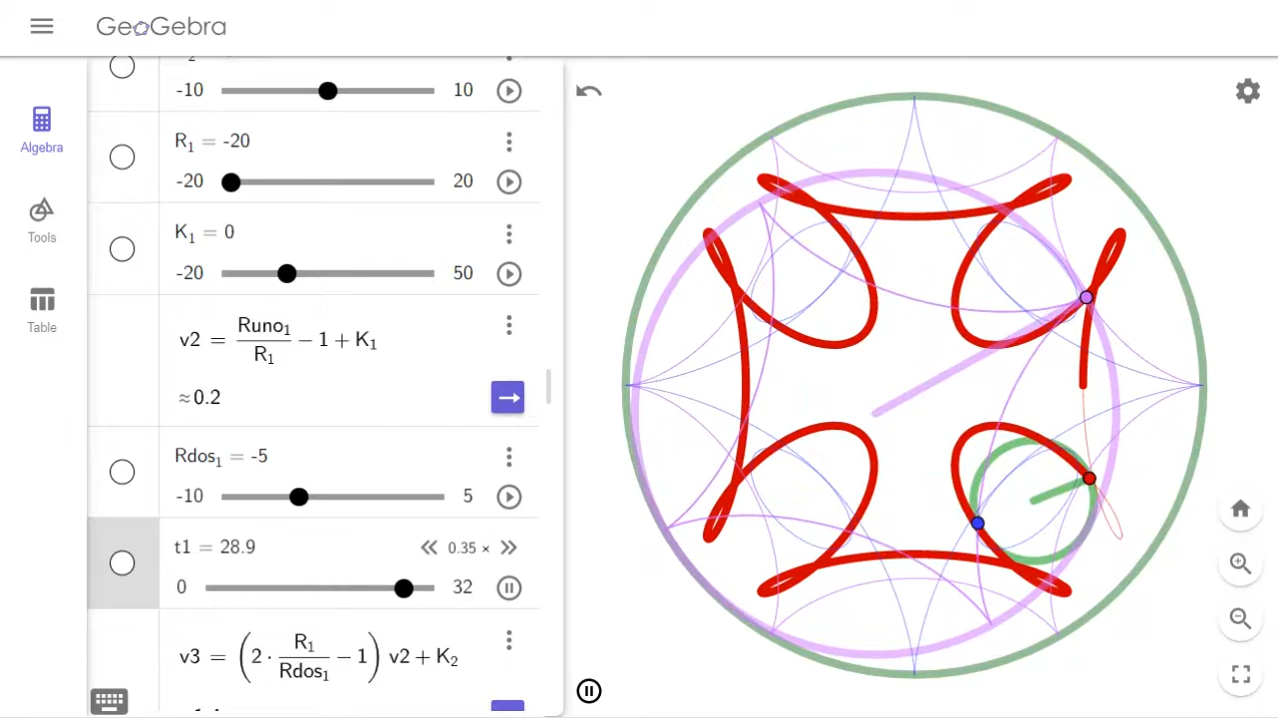 GeoGebra
-10 10
Algebra
Tools
Table
R₁ = -20
-20 20
K₁ = 0
-20 50
v2 = Runo₁/R₁ − 1 + K₁
≈ 0.2
Rdos₁ = -5
-10 5
t1 = 28.9 0.35 ×
0 32
v3 = (2 · R₁/Rdos₁ − 1) v2 + K₂